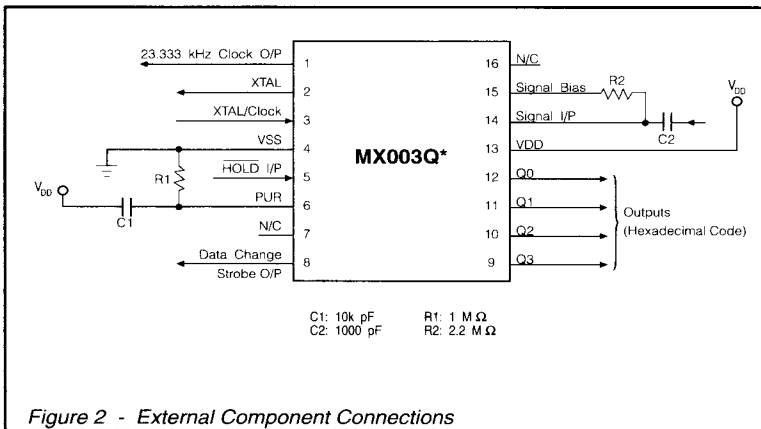 23.333 kHz Clock O/P
1
XTAL
2
XTAL/Clock
3
VSS
4
R1
HOLD I/P
5
VDD
C1
PUR
6
N/C
7
Data Change
8
Strobe O/P
MX003Q*
16 N/C
15 Signal Bias
R2
14 Signal I/P
C2
VDD
13 VDD
12 Q0
11 Q1
10 Q2
9 Q3
Outputs
(Hexadecimal Code)
C1: 10k pF R1: 1 M Ω
C2: 1000 pF R2: 2.2 M Ω
Figure 2 - External Component Connections